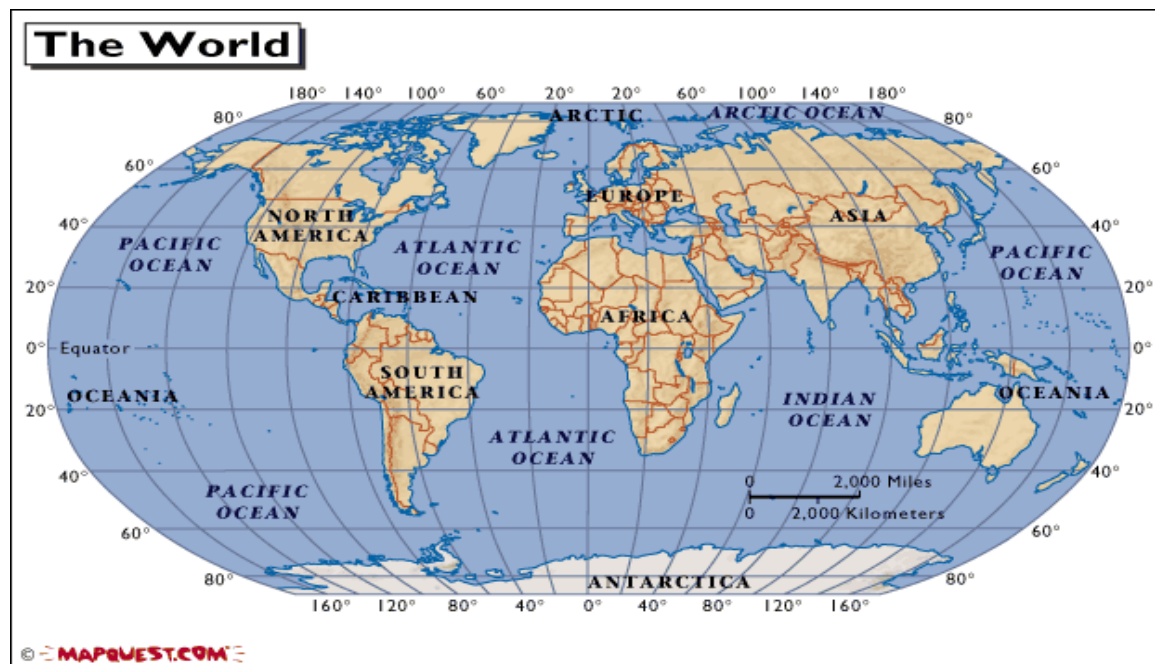 The World
180° 140° 100° 60° 20° 20° 60° 100° 140° 180°
80° ARCTIC ARCTIC OCEAN 80°
60° 60°
EUROPE
NORTH AMERICA
ASIA
40° 40°
PACIFIC OCEAN
ATLANTIC OCEAN
PACIFIC OCEAN
20° CARIBBEAN 20°
AFRICA
0° Equator 0°
SOUTH AMERICA
OCEANIA
INDIAN OCEAN
OCEANIA
20° 20°
ATLANTIC OCEAN
40° 40°
PACIFIC OCEAN
0 2,000 Miles
0 2,000 Kilometers
60° 60°
80° ANTARCTICA 80°
160° 120° 80° 40° 0° 40° 80° 120° 160°
© MAPQUEST.COM